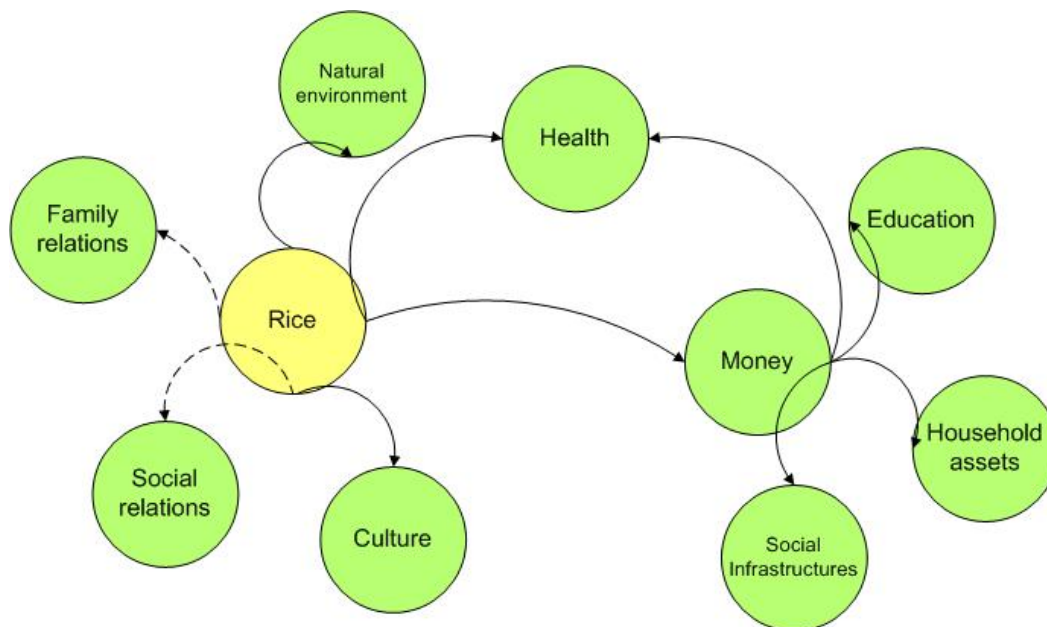 Natural
environment
Health
Family
relations
Education
Rice
Money
Household
assets
Social
relations
Culture
Social
Infrastructures